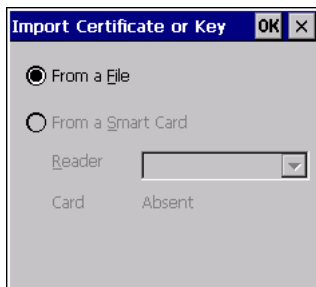 Import Certificate or Key OK ×
From a File
From a Smart Card
Reader
Card Absent